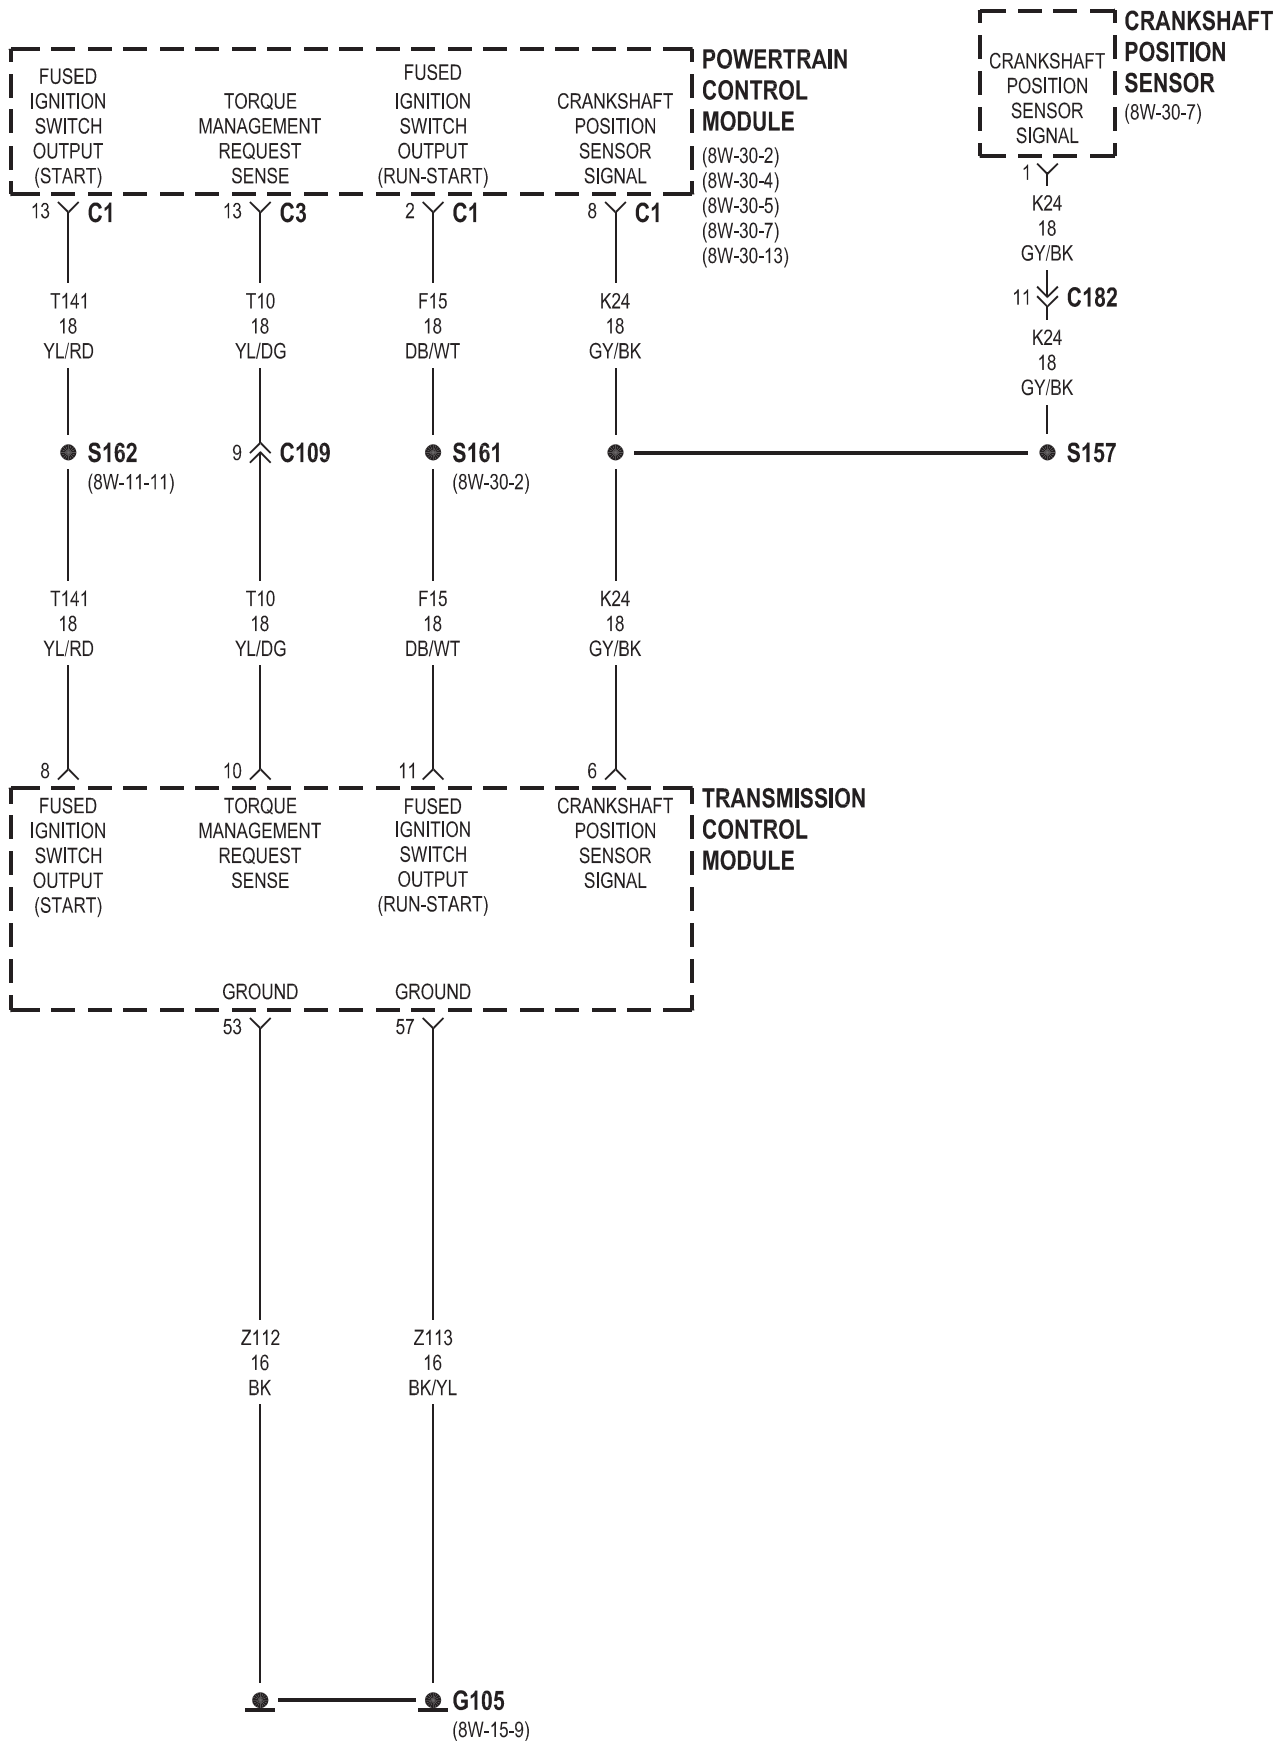 CRANKSHAFT
POSITION
SENSOR
(8W-30-7)
CRANKSHAFT
POSITION
SENSOR
SIGNAL
POWERTRAIN
CONTROL
MODULE
(8W-30-2)
(8W-30-4)
(8W-30-5)
(8W-30-7)
(8W-30-13)
FUSED
IGNITION
SWITCH
OUTPUT
(START)
TORQUE
MANAGEMENT
REQUEST
SENSE
FUSED
IGNITION
SWITCH
OUTPUT
(RUN-START)
CRANKSHAFT
POSITION
SENSOR
SIGNAL
13 C1
13 C3
2 C1
8 C1
1
K24
18
GY/BK
11 C182
K24
18
GY/BK
T141
18
YL/RD
T10
18
YL/DG
F15
18
DB/WT
K24
18
GY/BK
S162
(8W-11-11)
9 C109
S161
(8W-30-2)
S157
T141
18
YL/RD
T10
18
YL/DG
F15
18
DB/WT
K24
18
GY/BK
8
10
11
6
FUSED
IGNITION
SWITCH
OUTPUT
(START)
TORQUE
MANAGEMENT
REQUEST
SENSE
FUSED
IGNITION
SWITCH
OUTPUT
(RUN-START)
CRANKSHAFT
POSITION
SENSOR
SIGNAL
TRANSMISSION
CONTROL
MODULE
GROUND
GROUND
53
57
Z112
16
BK
Z113
16
BK/YL
G105
(8W-15-9)